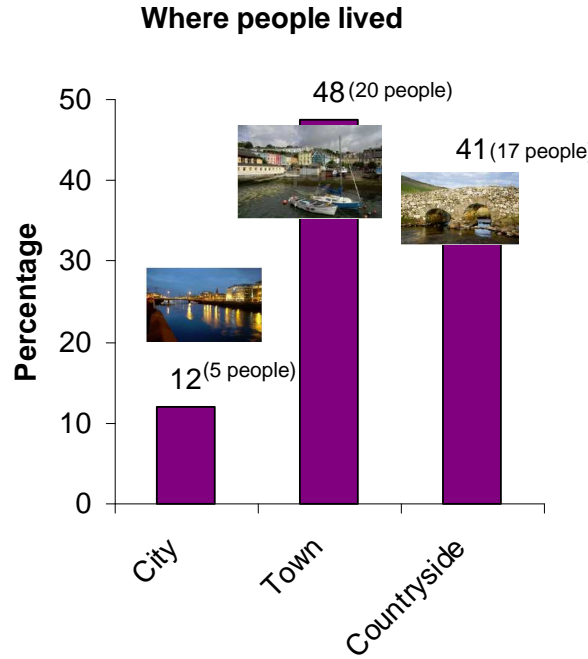 Where people lived
50
40
30
20
10
0
Percentage
48 (20 people)
41 (17 people
12 (5 people)
City
Town
Countryside